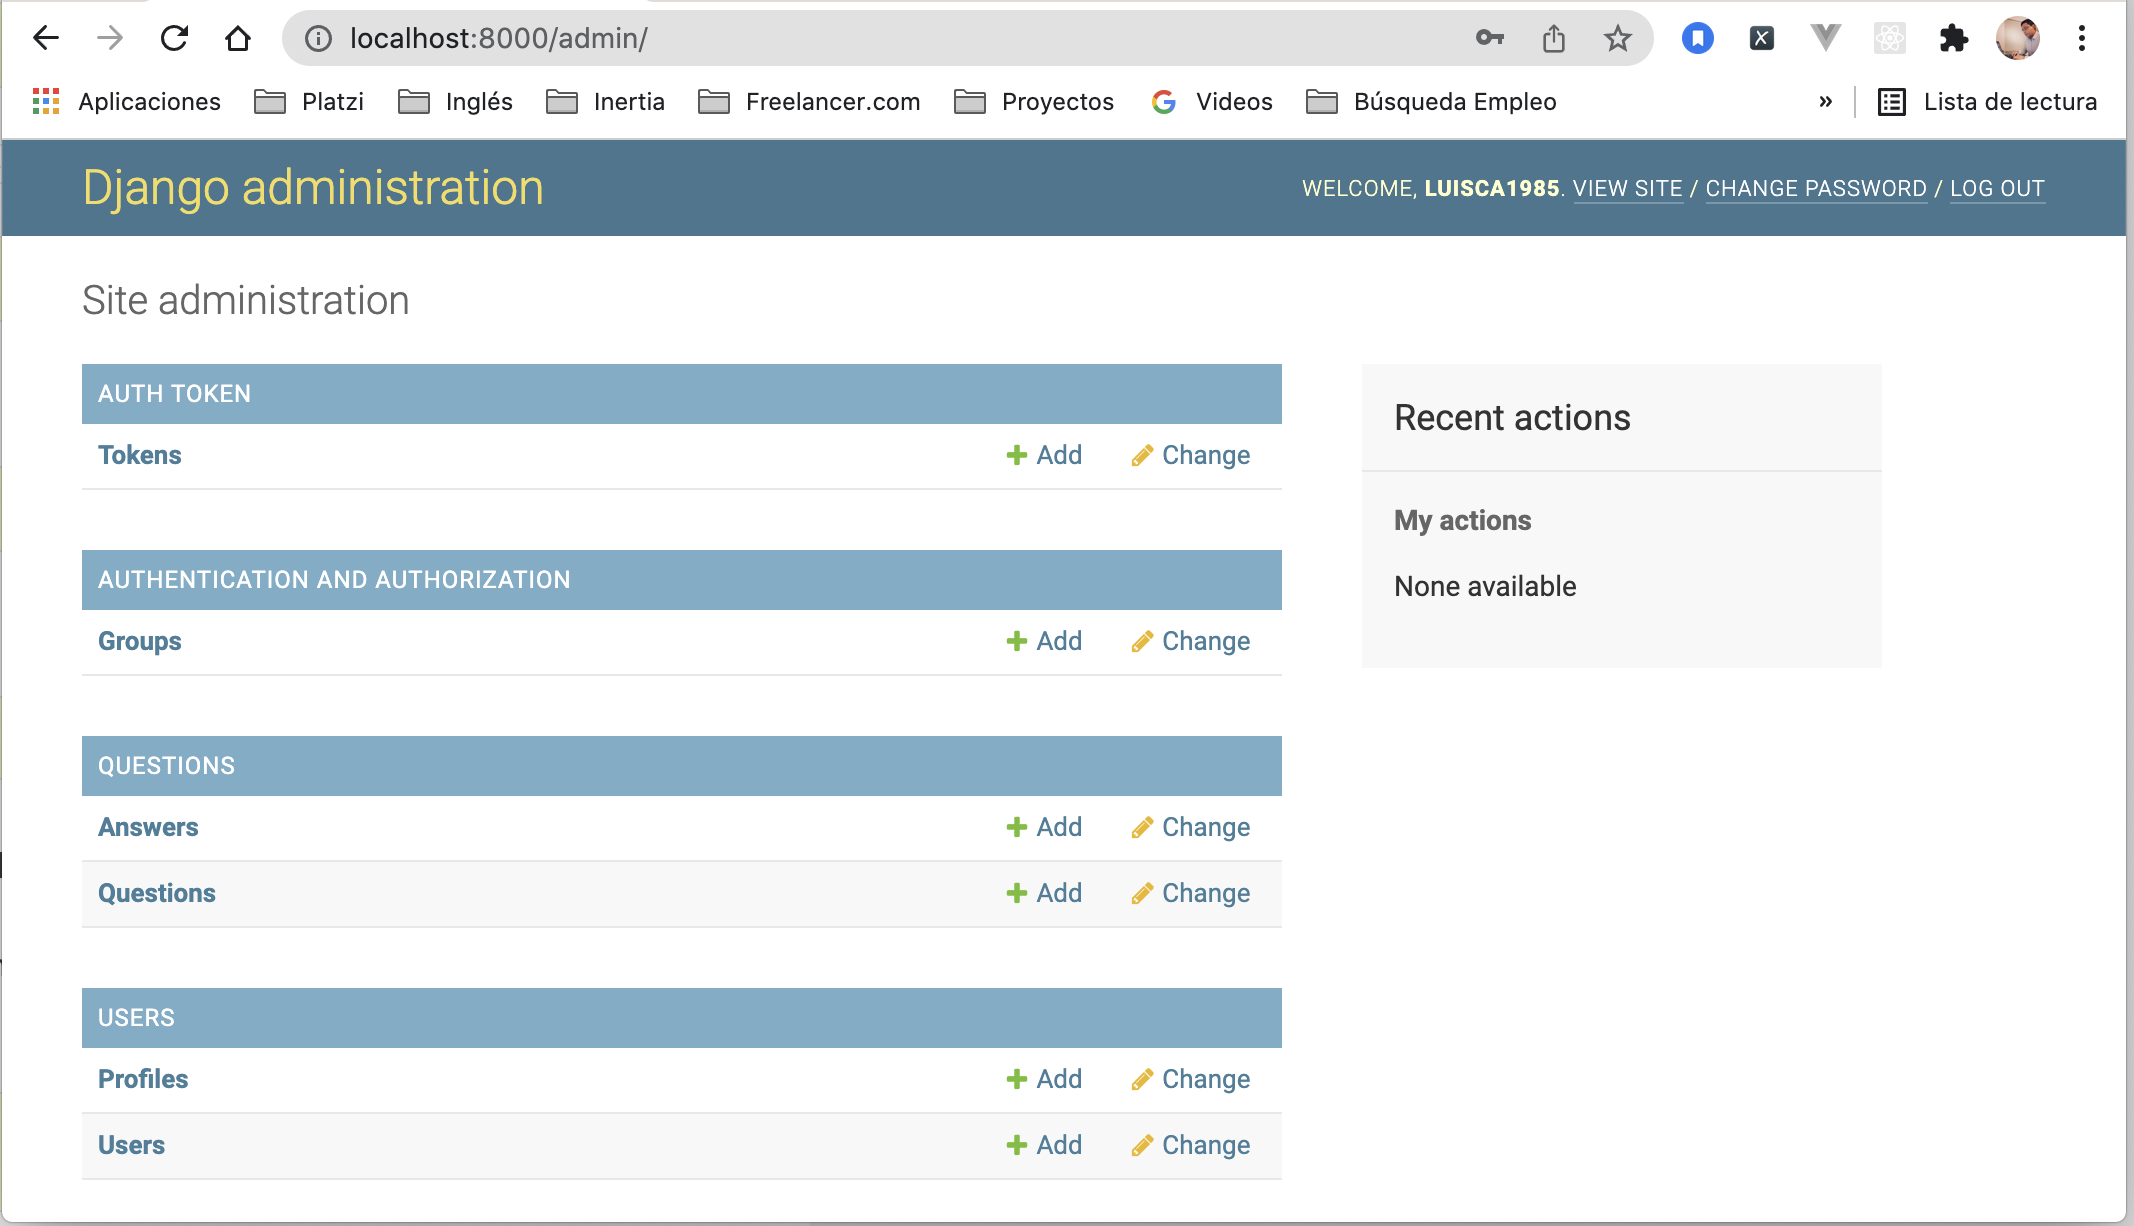 localhost:8000/admin/
Aplicaciones Platzi Inglés Inertia Freelancer.com Proyectos Videos Búsqueda Empleo » Lista de lectura
Django administration
WELCOME, LUISCA1985. VIEW SITE / CHANGE PASSWORD / LOG OUT
Site administration
AUTH TOKEN
Tokens Add Change
AUTHENTICATION AND AUTHORIZATION
Groups Add Change
QUESTIONS
Answers Add Change
Questions Add Change
USERS
Profiles Add Change
Users Add Change
Recent actions
My actions
None available